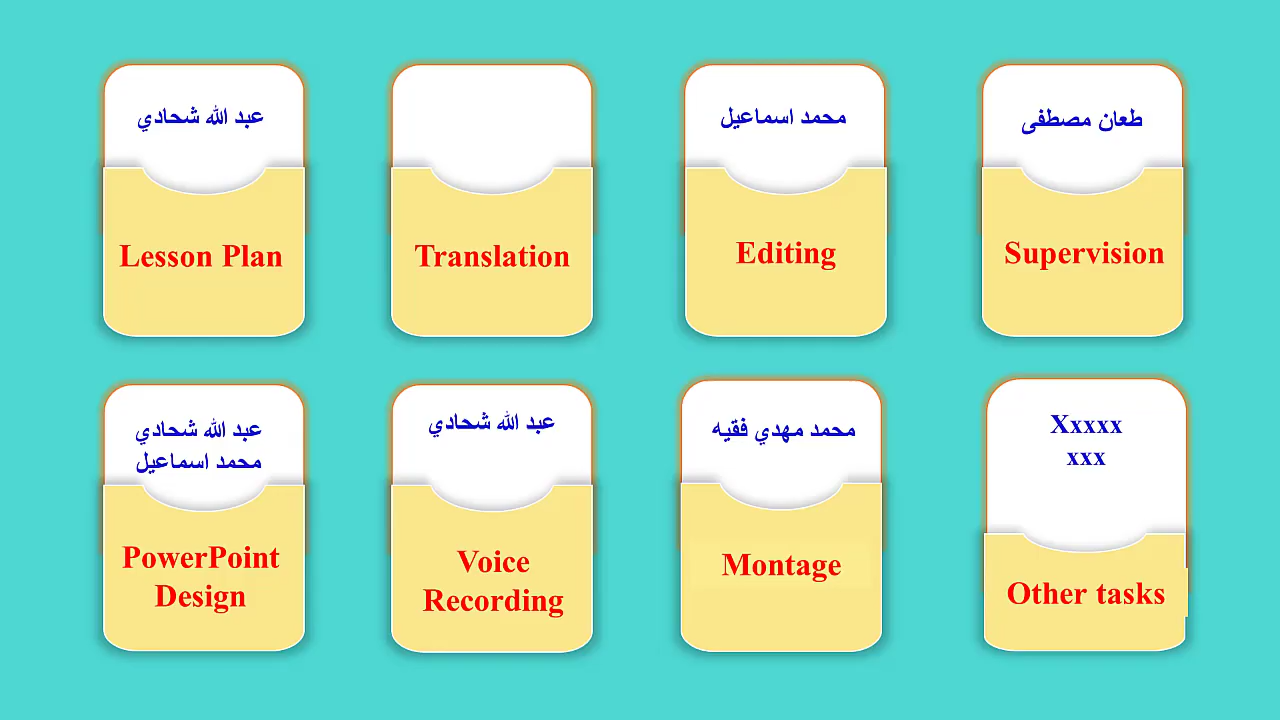 عبد الله شحادي
Lesson Plan
Translation
محمد اسماعيل
Editing
طعان مصطفى
Supervision
عبد الله شحادي
محمد اسماعيل
PowerPoint
Design
عبد الله شحادي
Voice
Recording
محمد مهدي فقيه
Montage
Xxxxx
xxx
Other tasks